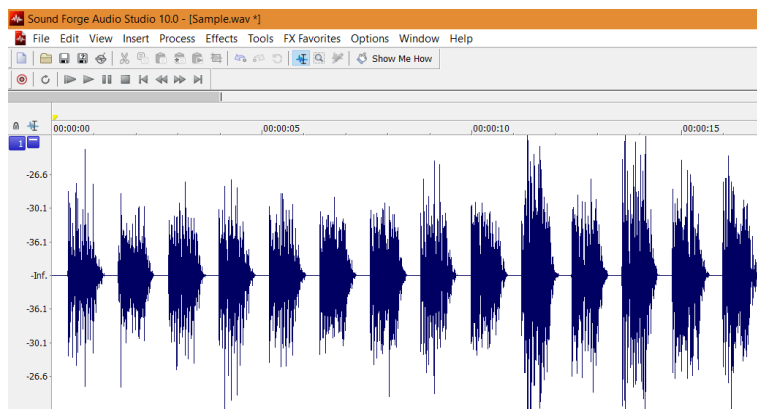 Sound Forge Audio Studio 10.0 - [Sample.wav *]
File Edit View Insert Process Effects Tools FX Favorites Options Window Help
Show Me How
00:00:00 00:00:05 00:00:10 00:00:15
1
-26.6
-30.1
-36.1
-Inf.
-36.1
-30.1
-26.6